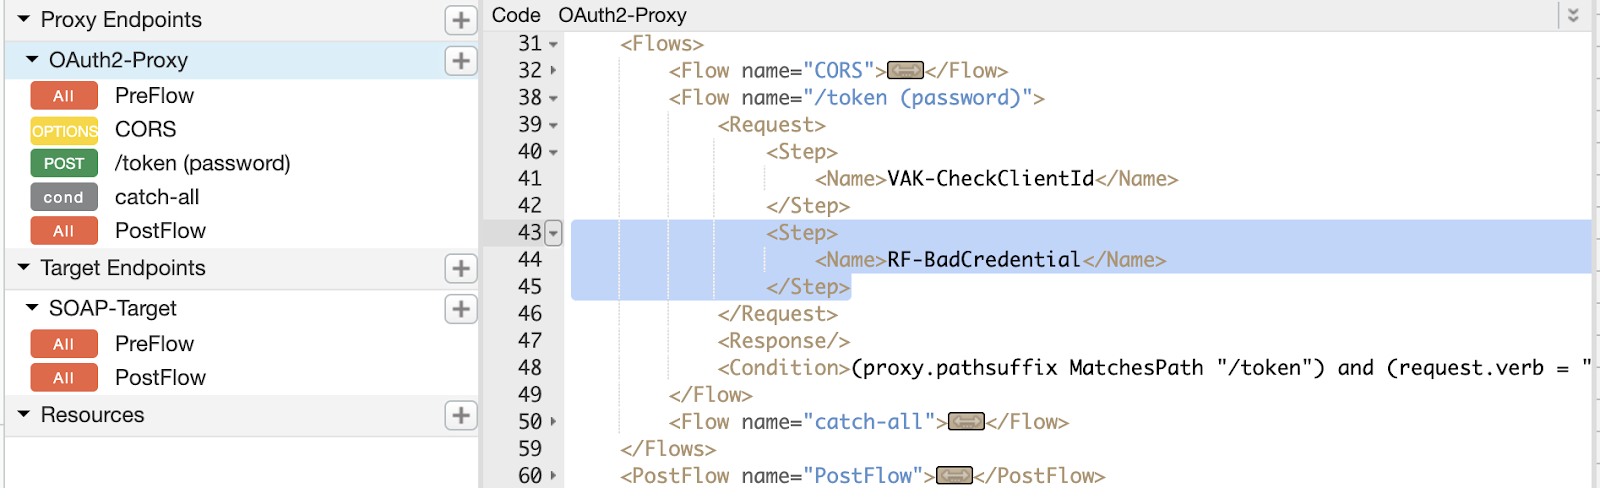 Proxy Endpoints
OAuth2-Proxy
All PreFlow
OPTIONS CORS
POST /token (password)
cond catch-all
All PostFlow
Target Endpoints
SOAP-Target
All PreFlow
All PostFlow
Resources
Code OAuth2-Proxy
31 <Flows>
32 <Flow name="CORS"></Flow>
38 <Flow name="/token (password)">
39 <Request>
40 <Step>
41 <Name>VAK-CheckClientId</Name>
42 </Step>
43 <Step>
44 <Name>RF-BadCredential</Name>
45 </Step>
46 </Request>
47 <Response/>
48 <Condition>(proxy.pathsuffix MatchesPath "/token") and (request.verb = "
49 </Flow>
50 <Flow name="catch-all"></Flow>
59 </Flows>
60 <PostFlow name="PostFlow"></PostFlow>